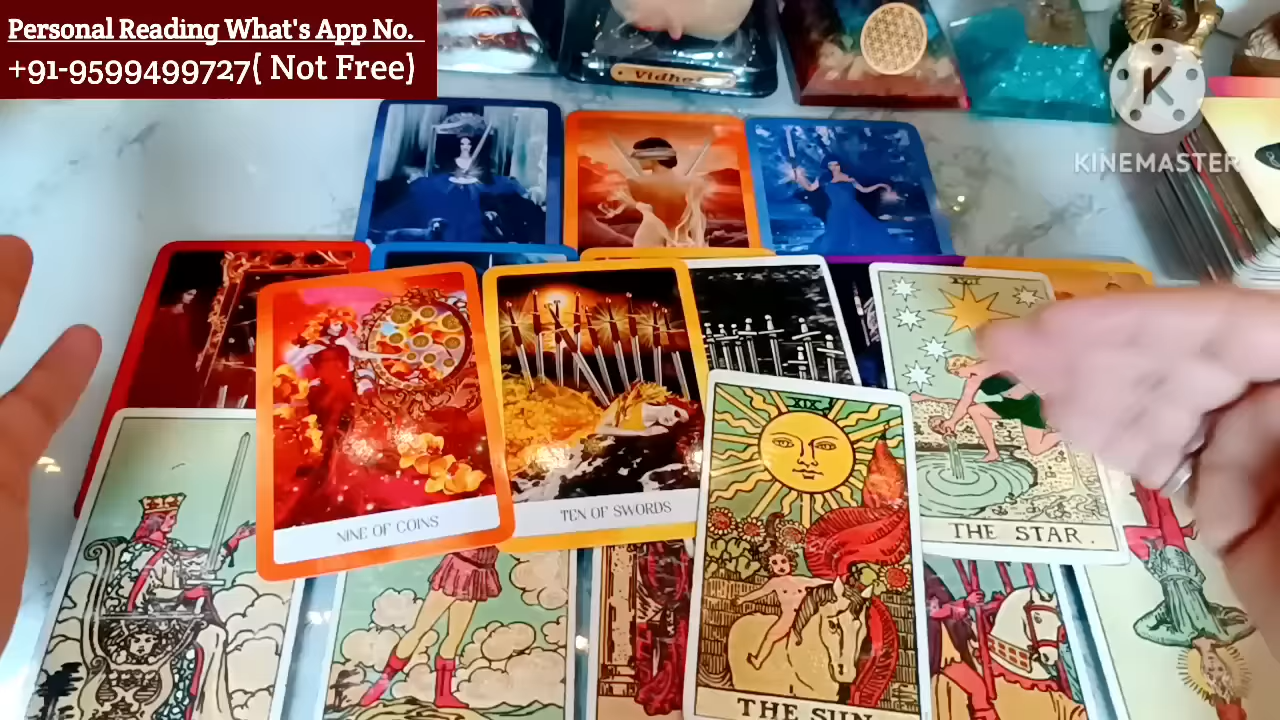 Personal Reading What's App No.
+91-9599499727( Not Free)
K
KINEMASTER
NINE OF COINS
TEN OF SWORDS
XIX
THE SUN
THE STAR.